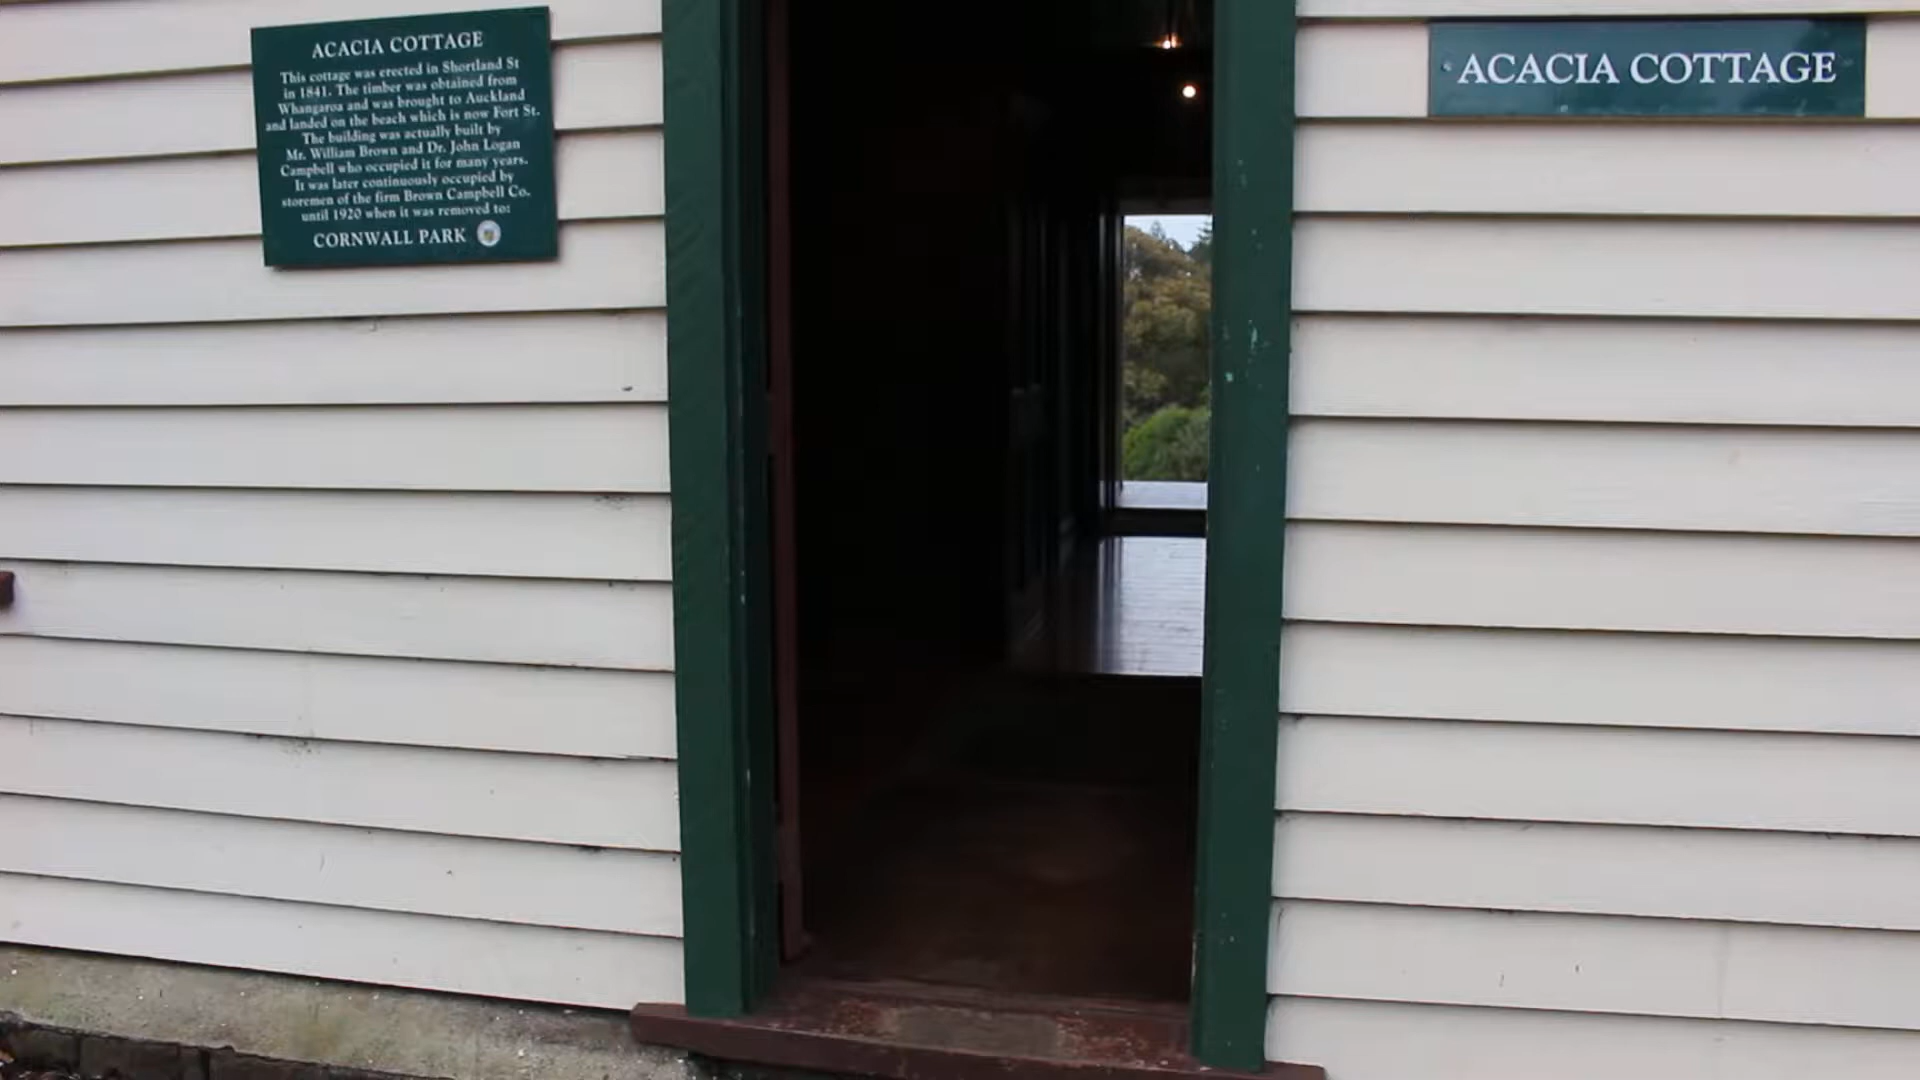 ACACIA COTTAGE
This cottage was erected in Shortland St
in 1841. The timber was obtained from
Whangaroa and was brought to Auckland
and landed on the beach which is now Fort St.
The building was actually built by
Mr. William Brown and Dr. John Logan
Campbell who occupied it for many years.
It was later continuously occupied by
storemen of the firm Brown Campbell Co.
until 1920 when it was removed to:
CORNWALL PARK
ACACIA COTTAGE